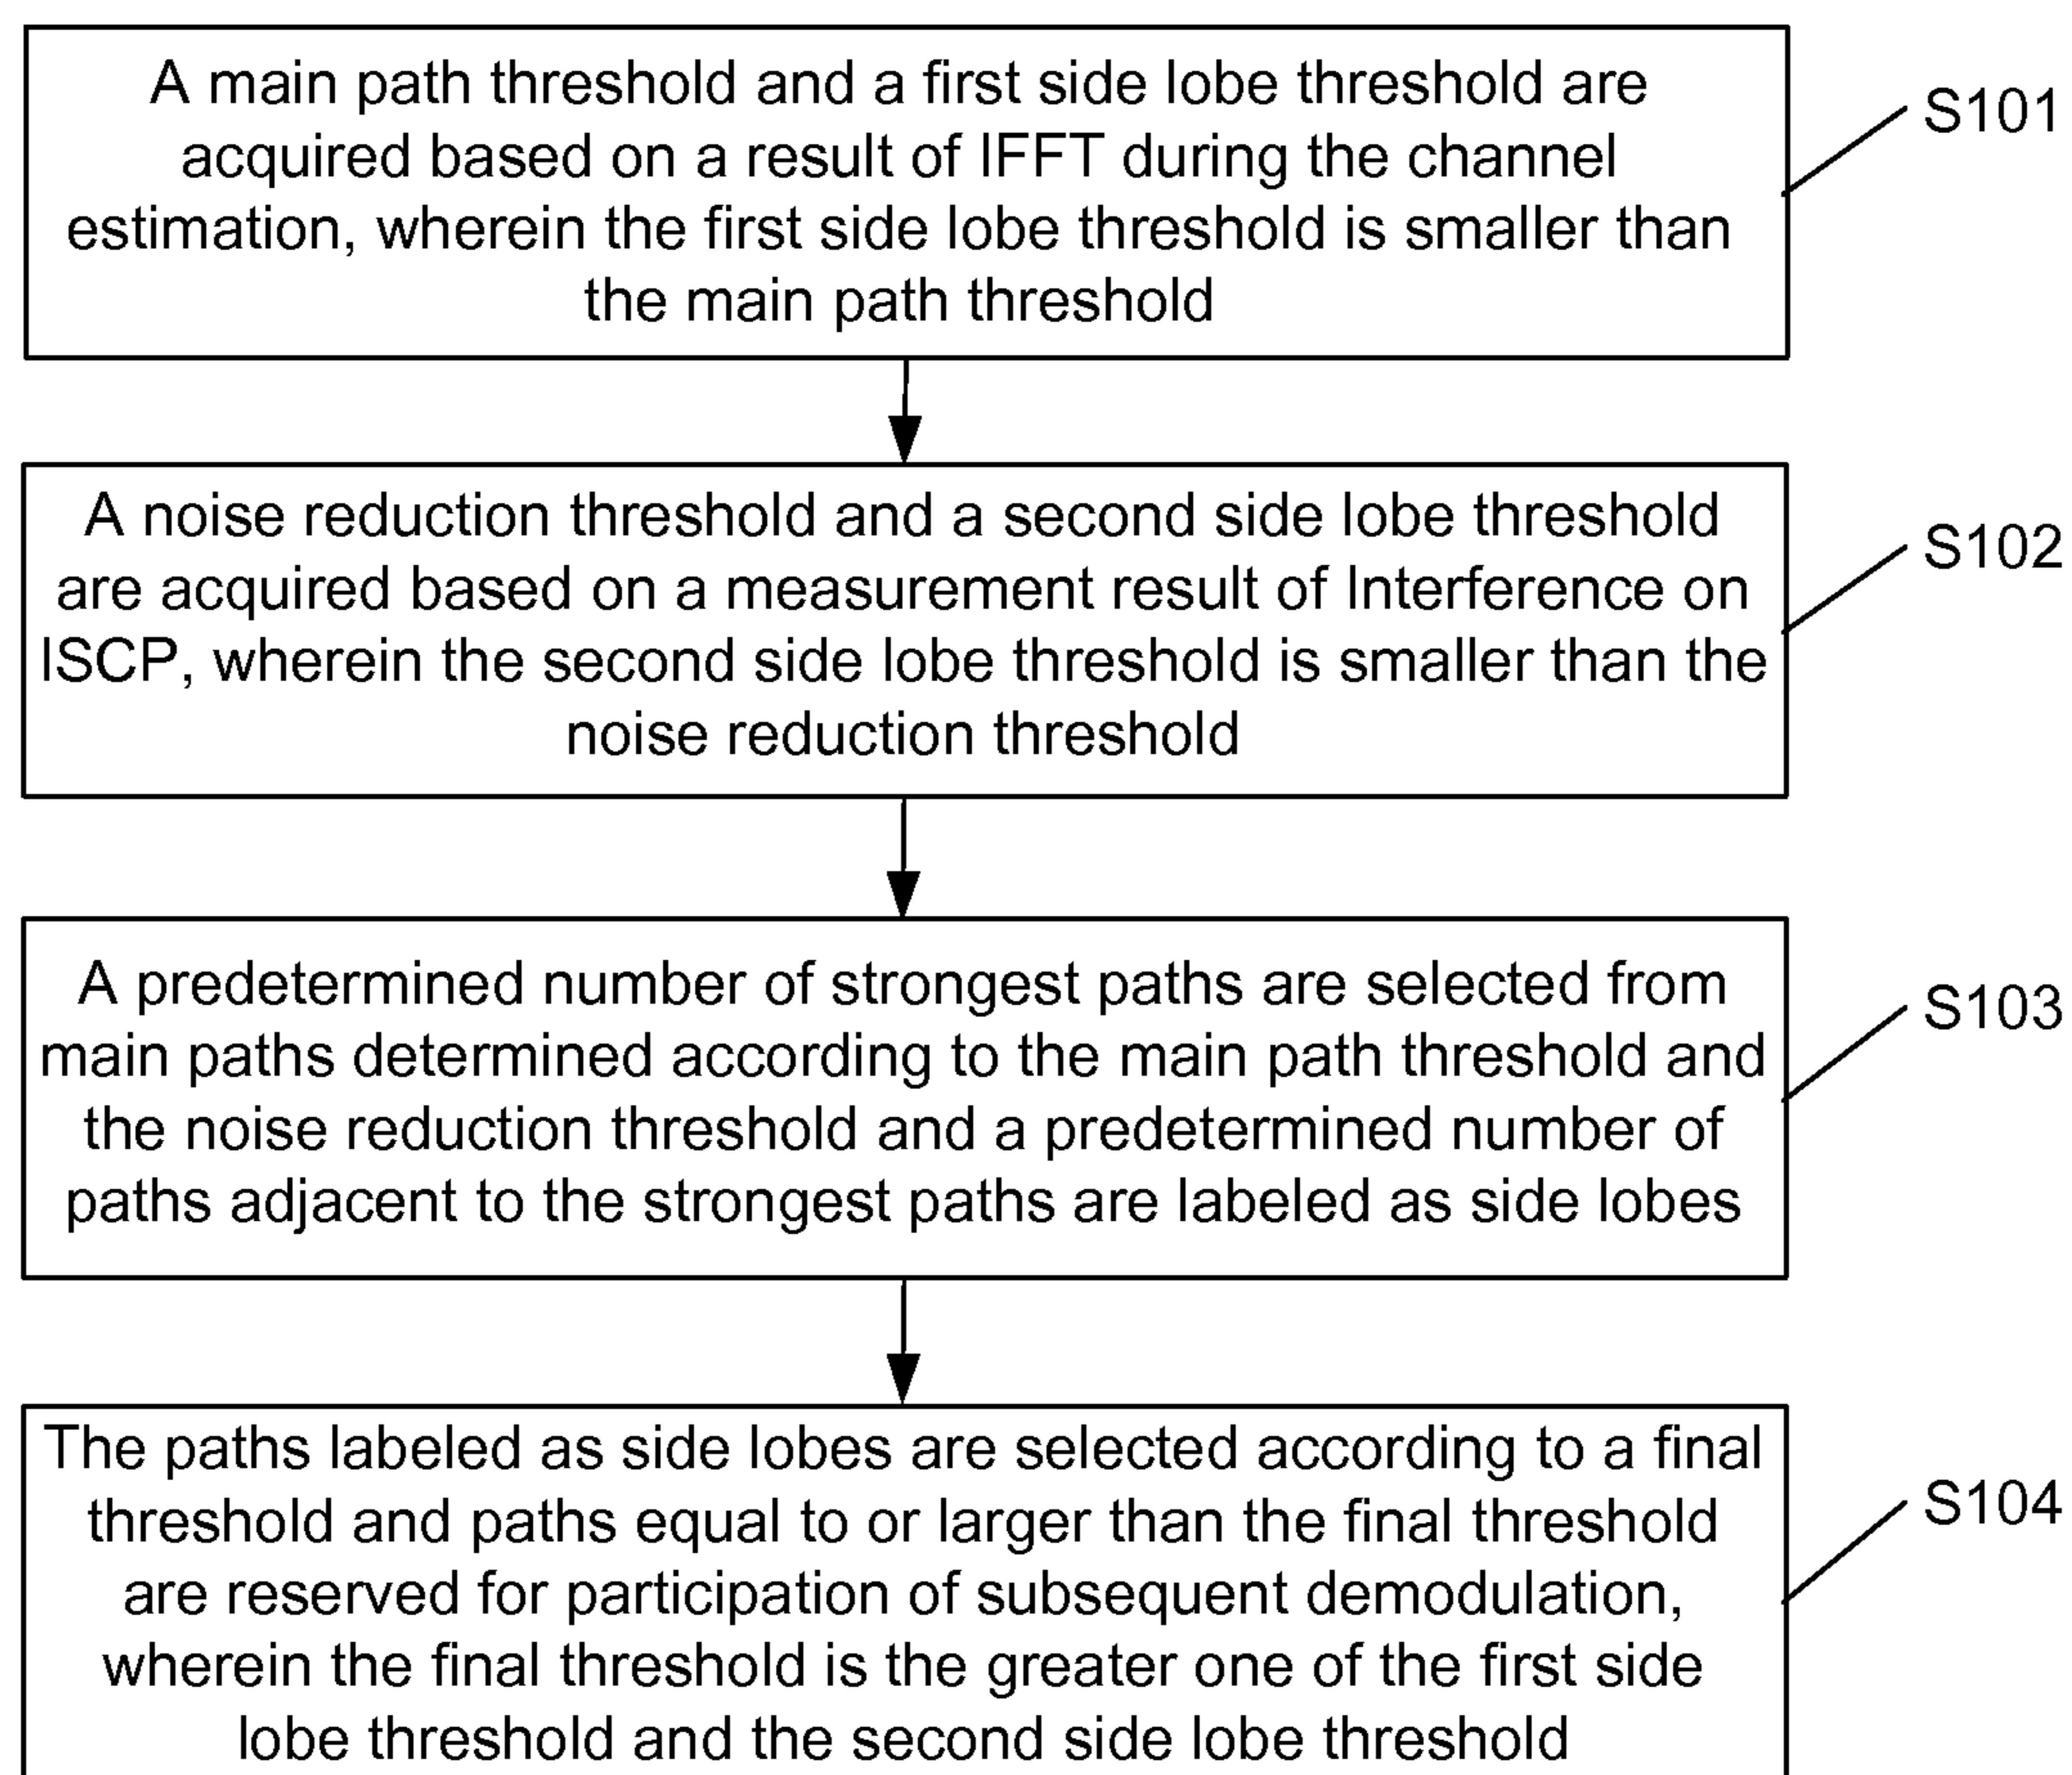 A main path threshold and a first side lobe threshold are
acquired based on a result of IFFT during the channel
estimation, wherein the first side lobe threshold is smaller than
the main path threshold
S101
A noise reduction threshold and a second side lobe threshold
are acquired based on a measurement result of Interference on
ISCP, wherein the second side lobe threshold is smaller than the
noise reduction threshold
S102
A predetermined number of strongest paths are selected from
main paths determined according to the main path threshold and
the noise reduction threshold and a predetermined number of
paths adjacent to the strongest paths are labeled as side lobes
S103
The paths labeled as side lobes are selected according to a final
threshold and paths equal to or larger than the final threshold
are reserved for participation of subsequent demodulation,
wherein the final threshold is the greater one of the first side
lobe threshold and the second side lobe threshold
S104